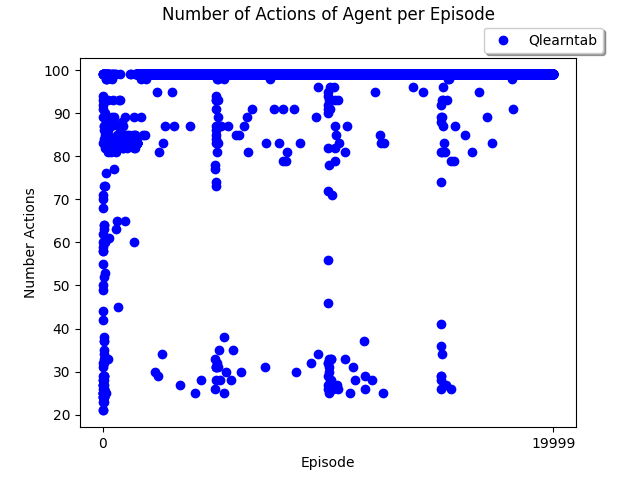 Number of Actions of Agent per Episode
Qlearntab
100
90
80
70
60
50
40
30
20
Number Actions
0 19999
Episode